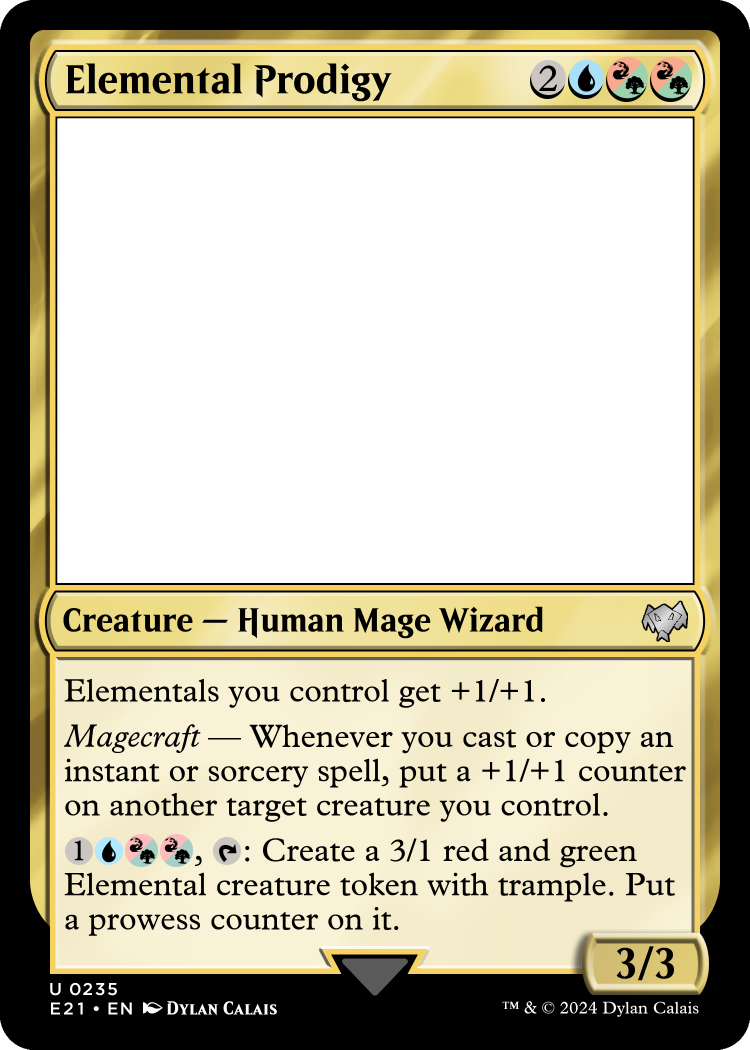 Elemental Prodigy 2
Creature — Human Mage Wizard
Elementals you control get +1/+1.
Magecraft — Whenever you cast or copy an
instant or sorcery spell, put a +1/+1 counter
on another target creature you control.
1, : Create a 3/1 red and green
Elemental creature token with trample. Put
a prowess counter on it.
3/3
U 0235
E21 • EN Dylan Calais
™ & © 2024 Dylan Calais